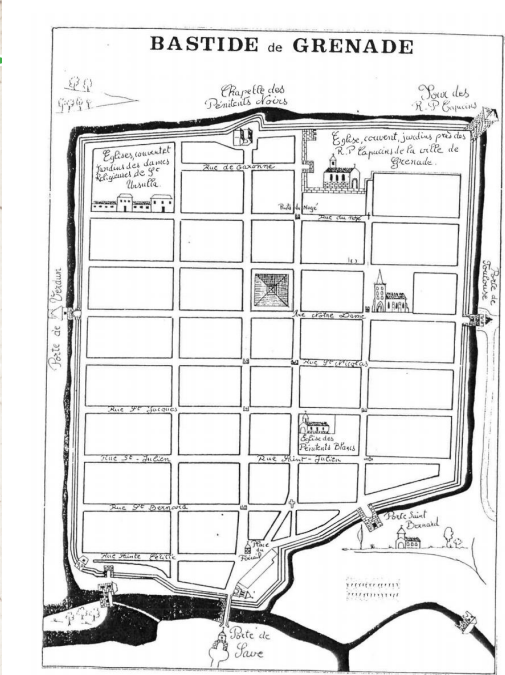 BASTIDE de GRENADE
Chapelle des
Pénitents Noirs
Tour des
R.P. Capucins
Eglises, couvent et
Jardins des dames
Religieuses de Ste
Ursulle
Eglise, couvent, jardins près des
R.P. Capucins de la ville de
Grenade.
Rue de Garonne
Porte de Verdun
Porte de
Toulouse
Rue Notre Dame
Rue St Nicolas
Rue St Jacques
Eglise des
Pénitents Blancs
Rue St-Julien
Rue Saint-Julien
Rue St Bernard
Porte Saint
Bernard
Place
du
Rue Sainte Cécille
Porte de
Save